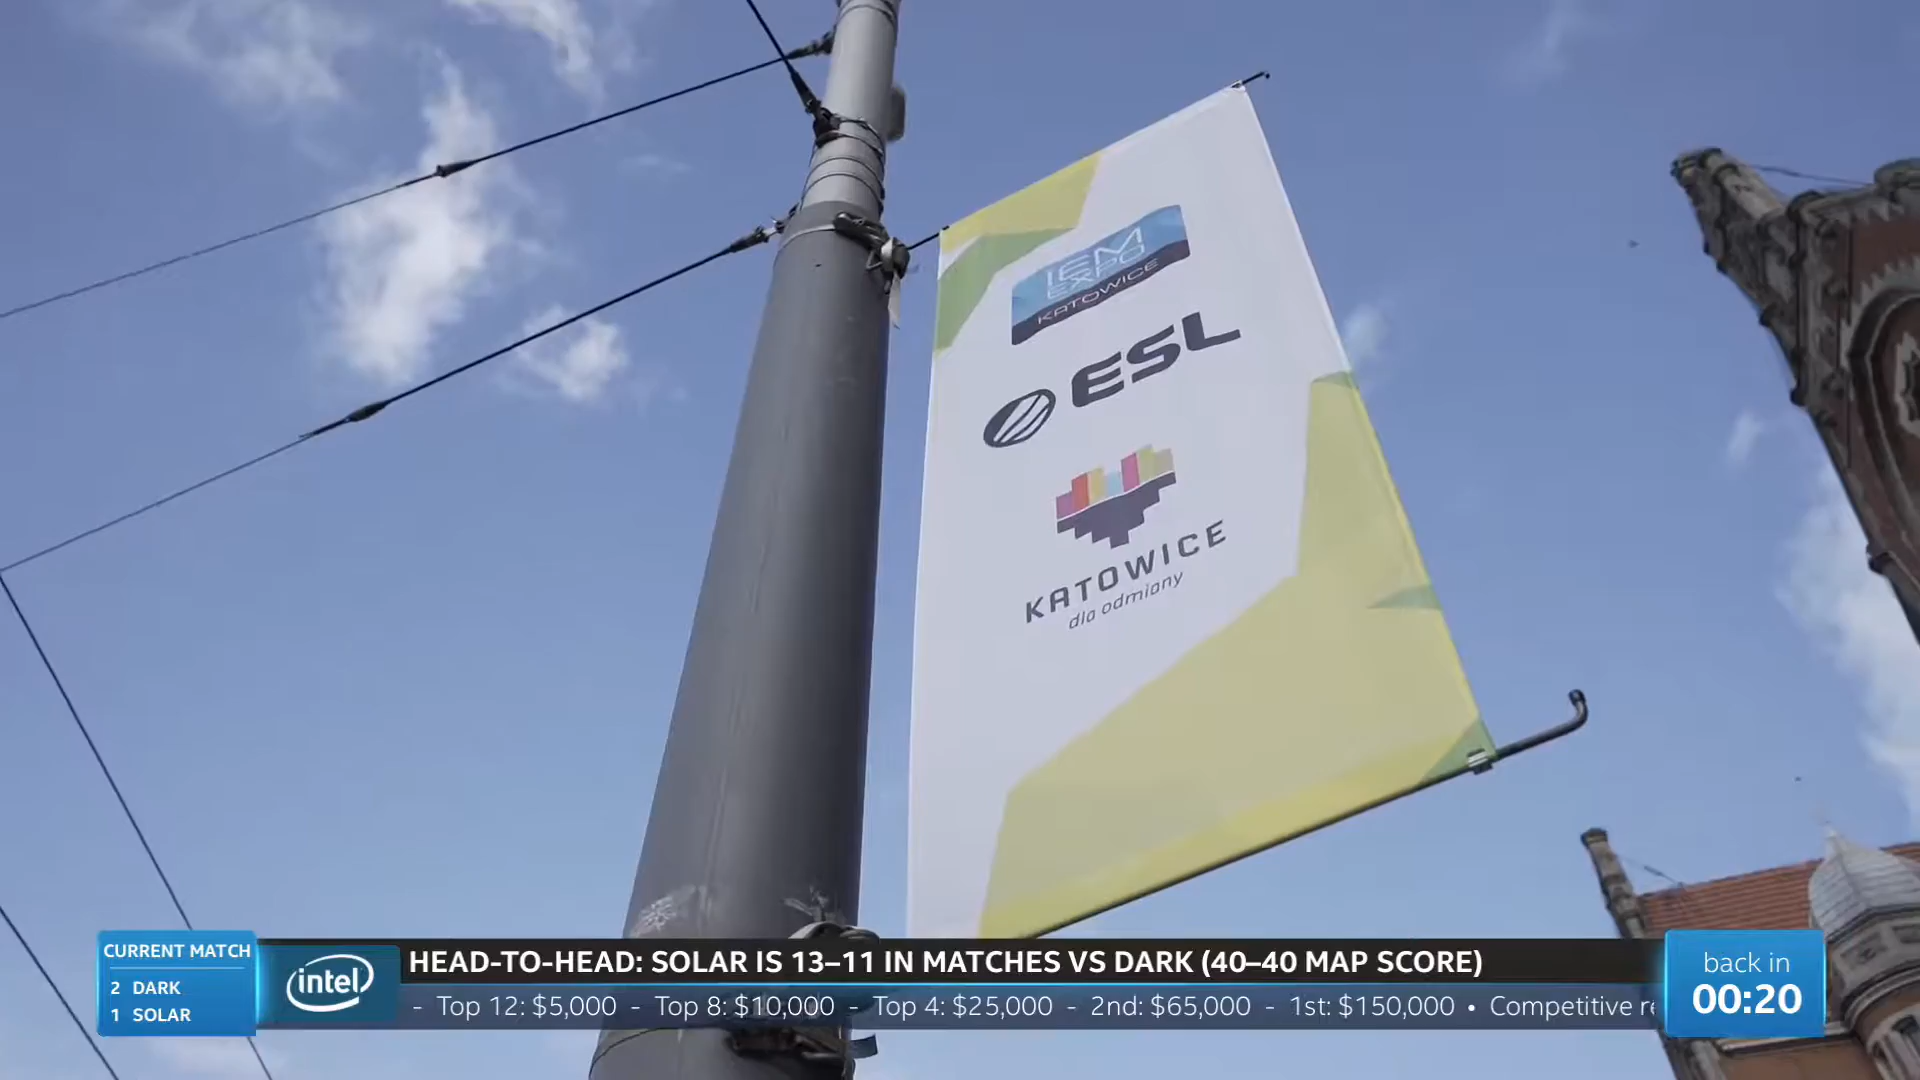 IEM
EXPO
KATOWICE
ESL
KATOWICE
dla odmiany
CURRENT MATCH
2 DARK
1 SOLAR
intel
HEAD-TO-HEAD: SOLAR IS 13–11 IN MATCHES VS DARK (40–40 MAP SCORE)
- Top 12: $5,000 - Top 8: $10,000 - Top 4: $25,000 - 2nd: $65,000 - 1st: $150,000 • Competitive
back in
00:20